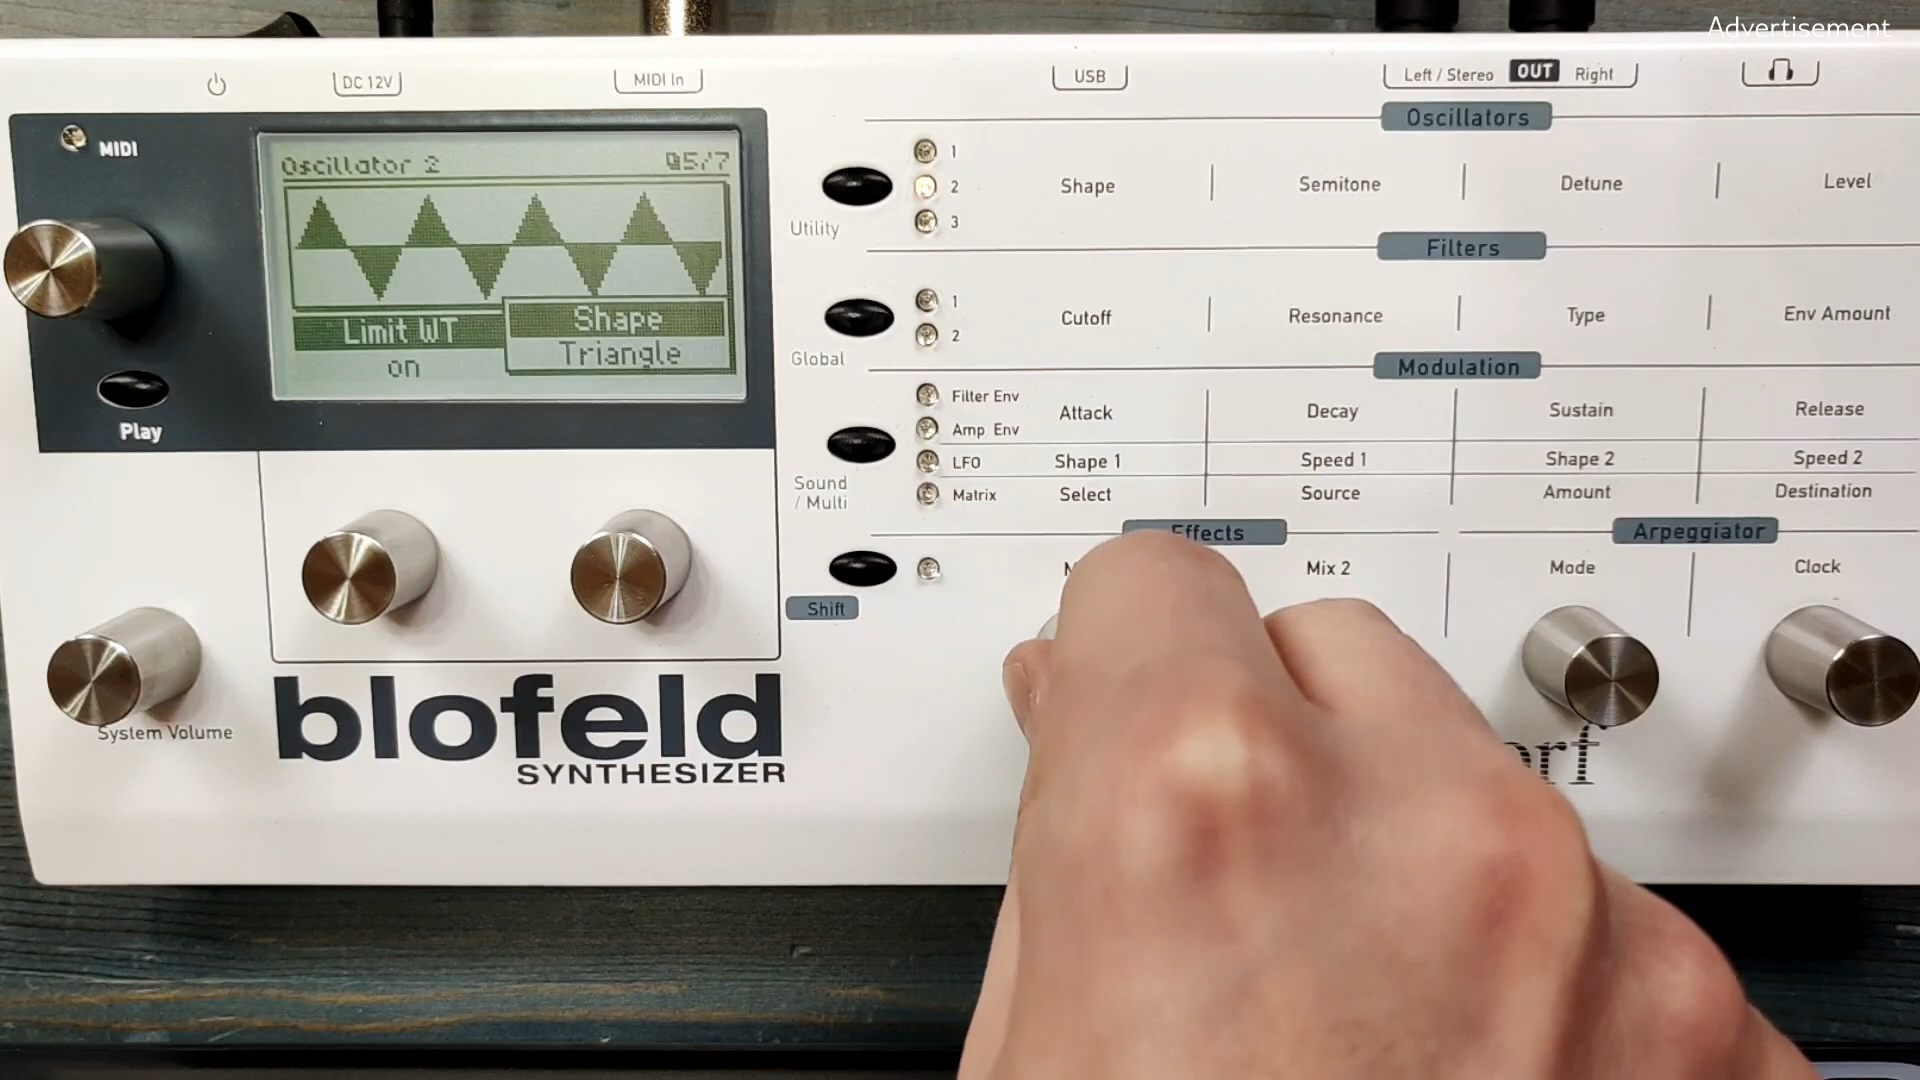 Advertisement
DC 12V
MIDI In
USB
Left / Stereo OUT Right
MIDI
Oscillator 2 5/7
Limit WT
on
Shape
Triangle
Play
System Volume
blofeld
SYNTHESIZER
Oscillators
1
2
3
Utility
Shape Semitone Detune Level
Filters
1
2
Global
Cutoff Resonance Type Env Amount
Modulation
Filter Env
Amp Env
LFO
Matrix
Sound
/ Multi
Attack Decay Sustain Release
Shape 1 Speed 1 Shape 2 Speed 2
Select Source Amount Destination
Effects Arpeggiator
Mix 2 Mode Clock
Shift